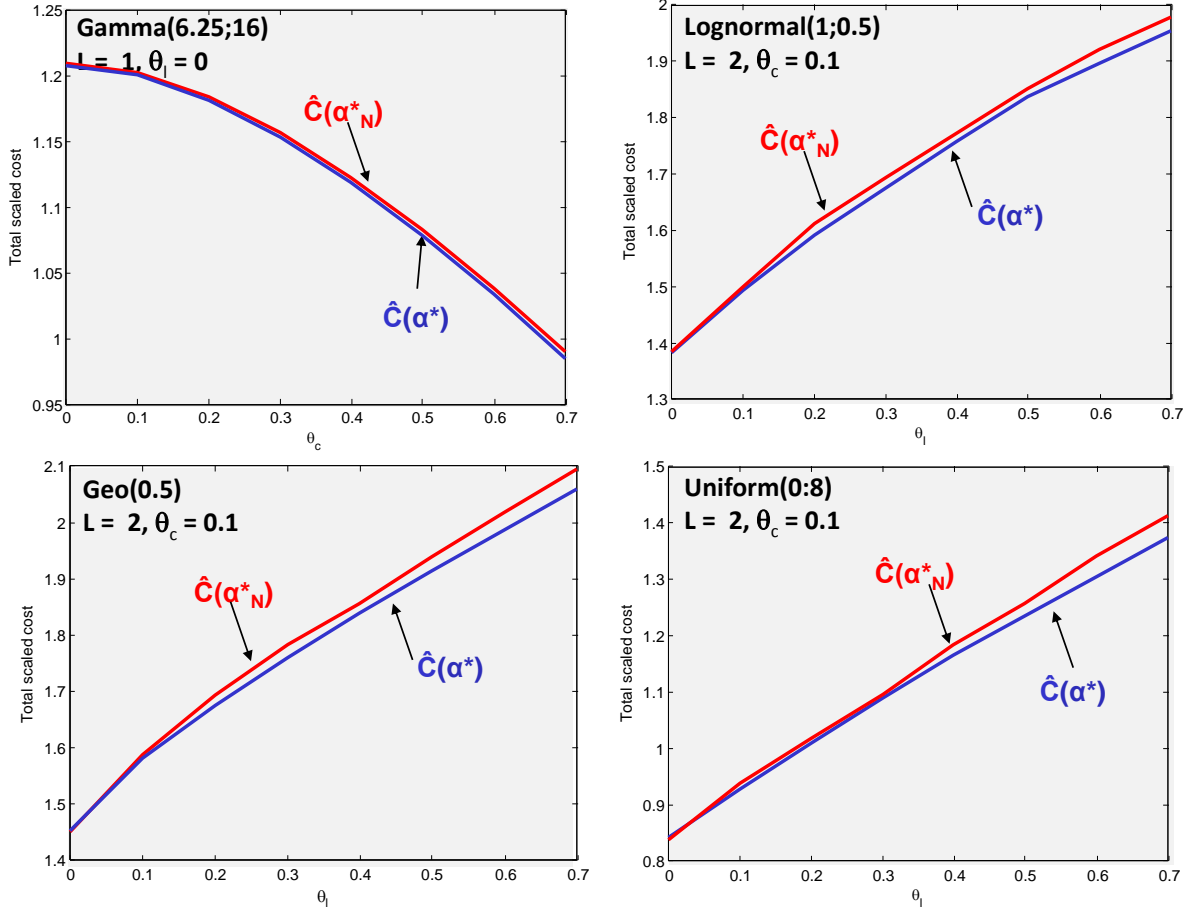 Gamma(6.25;16)
L = 1, θl = 0
Ĉ(α*N)
Ĉ(α*)
Total scaled cost
1.25
1.2
1.15
1.1
1.05
1
0.95
0 0.1 0.2 0.3 0.4 0.5 0.6 0.7
θc
Lognormal(1;0.5)
L = 2, θc = 0.1
Ĉ(α*N)
Ĉ(α*)
Total scaled cost
2
1.9
1.8
1.7
1.6
1.5
1.4
1.3
0 0.1 0.2 0.3 0.4 0.5 0.6 0.7
θl
Geo(0.5)
L = 2, θc = 0.1
Ĉ(α*N)
Ĉ(α*)
Total scaled cost
2.1
2
1.9
1.8
1.7
1.6
1.5
1.4
0 0.1 0.2 0.3 0.4 0.5 0.6 0.7
θl
Uniform(0:8)
L = 2, θc = 0.1
Ĉ(α*N)
Ĉ(α*)
Total scaled cost
1.5
1.4
1.3
1.2
1.1
1
0.9
0.8
0 0.1 0.2 0.3 0.4 0.5 0.6 0.7
θl